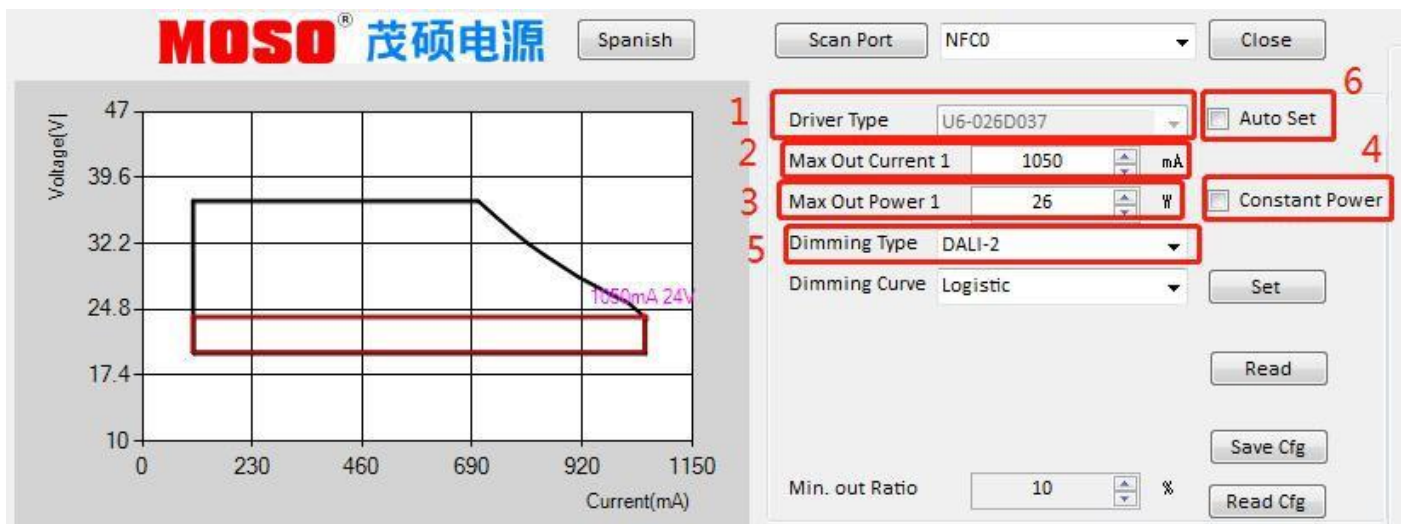 MOSO® 茂硕电源
Spanish
Scan Port
NFC0
Close
Voltage[V]
47
39.6
32.2
24.8
17.4
10
0 230 460 690 920 1150
Current(mA)
1050mA 24V
1 Driver Type U6-026D037
6 Auto Set
2 Max Out Current 1 1050 mA
3 Max Out Power 1 26 W
4 Constant Power
5 Dimming Type DALI-2
Dimming Curve Logistic
Set
Read
Save Cfg
Min. out Ratio 10 %
Read Cfg